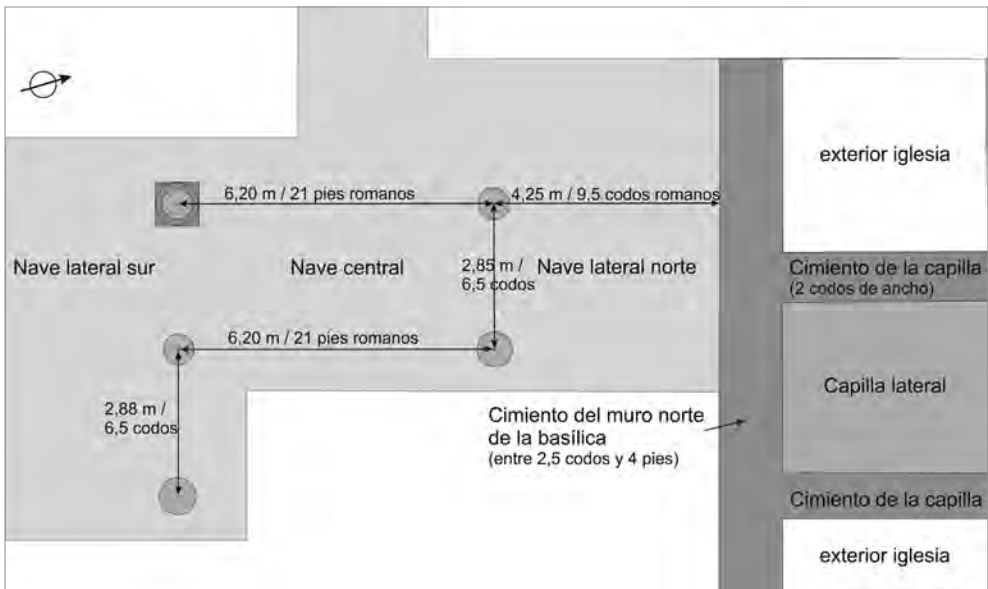 exterior iglesia
6,20 m / 21 pies romanos
4,25 m / 9,5 codos romanos
Nave lateral sur
Nave central
2,85 m /
6,5 codos
Nave lateral norte
Cimiento de la capilla
(2 codos de ancho)
6,20 m / 21 pies romanos
Capilla lateral
2,88 m /
6,5 codos
Cimiento del muro norte
de la basílica
(entre 2,5 codos y 4 pies)
Cimiento de la capilla
exterior iglesia